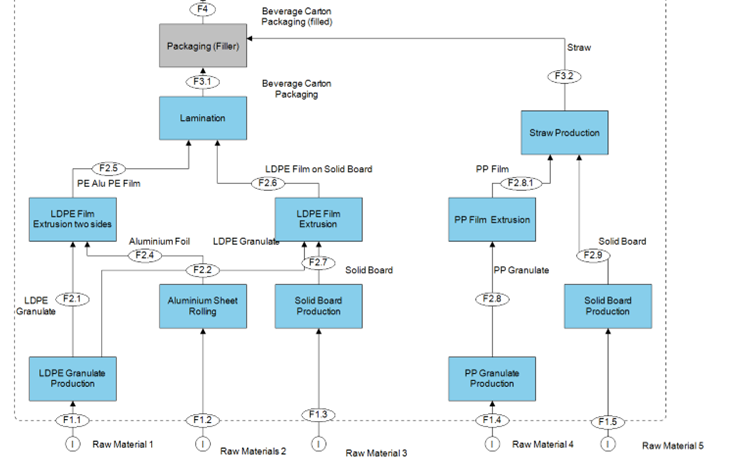 F4
Beverage Carton
Packaging (filled)
Packaging (Filler)
Straw
F3.1
F3.2
Beverage Carton
Packaging
Lamination
Straw Production
F2.5
LDPE Film on Solid Board
PP Film
PE Alu PE Film
F2.6
F2.8.1
LDPE Film
Extrusion two sides
LDPE Film
Extrusion
PP Film Extrusion
Aluminium Foil
LDPE Granulate
Solid Board
F2.4
F2.7
F2.9
F2.2
Solid Board
PP Granulate
LDPE
Granulate
F2.1
Aluminium Sheet
Rolling
Solid Board
Production
F2.8
Solid Board
Production
LDPE Granulate
Production
PP Granulate
Production
F1.1
F1.2
F1.3
F1.4
F1.5
I
I
I
I
I
Raw Material 1
Raw Materials 2
Raw Material 3
Raw Material 4
Raw Material 5